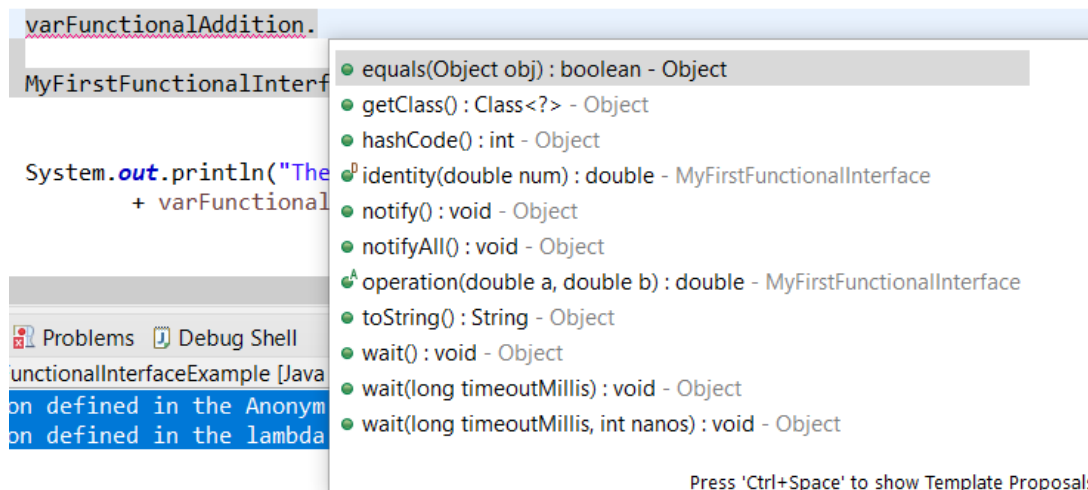 varFunctionalAddition.
MyFirstFunctionalInterf
System.out.println("The
+ varFunctional
equals(Object obj) : boolean - Object
getClass() : Class<?> - Object
hashCode() : int - Object
identity(double num) : double - MyFirstFunctionalInterface
notify() : void - Object
notifyAll() : void - Object
operation(double a, double b) : double - MyFirstFunctionalInterface
toString() : String - Object
wait() : void - Object
wait(long timeoutMillis) : void - Object
wait(long timeoutMillis, int nanos) : void - Object
Press 'Ctrl+Space' to show Template Proposals
Problems Debug Shell
unctionalInterfaceExample [Java
on defined in the Anonym
on defined in the lambda